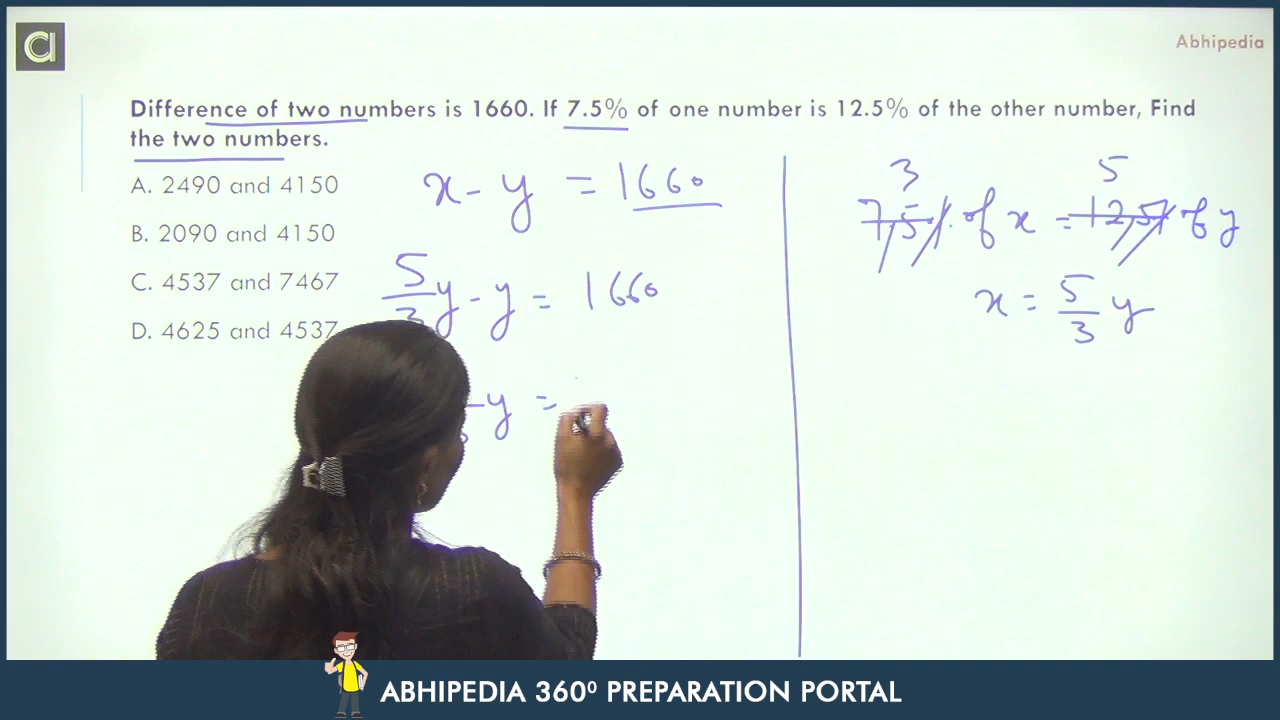 Abhipedia
Difference of two numbers is 1660. If 7.5% of one number is 12.5% of the other number, Find
the two numbers.
A. 2490 and 4150
B. 2090 and 4150
C. 4537 and 7467
D. 4625 and 4537
x - y = 1660
5/3 y - y = 1660
y =
3 5
7.5% of x = 12.5% of y
x = 5/3 y
ABHIPEDIA 360⁰ PREPARATION PORTAL